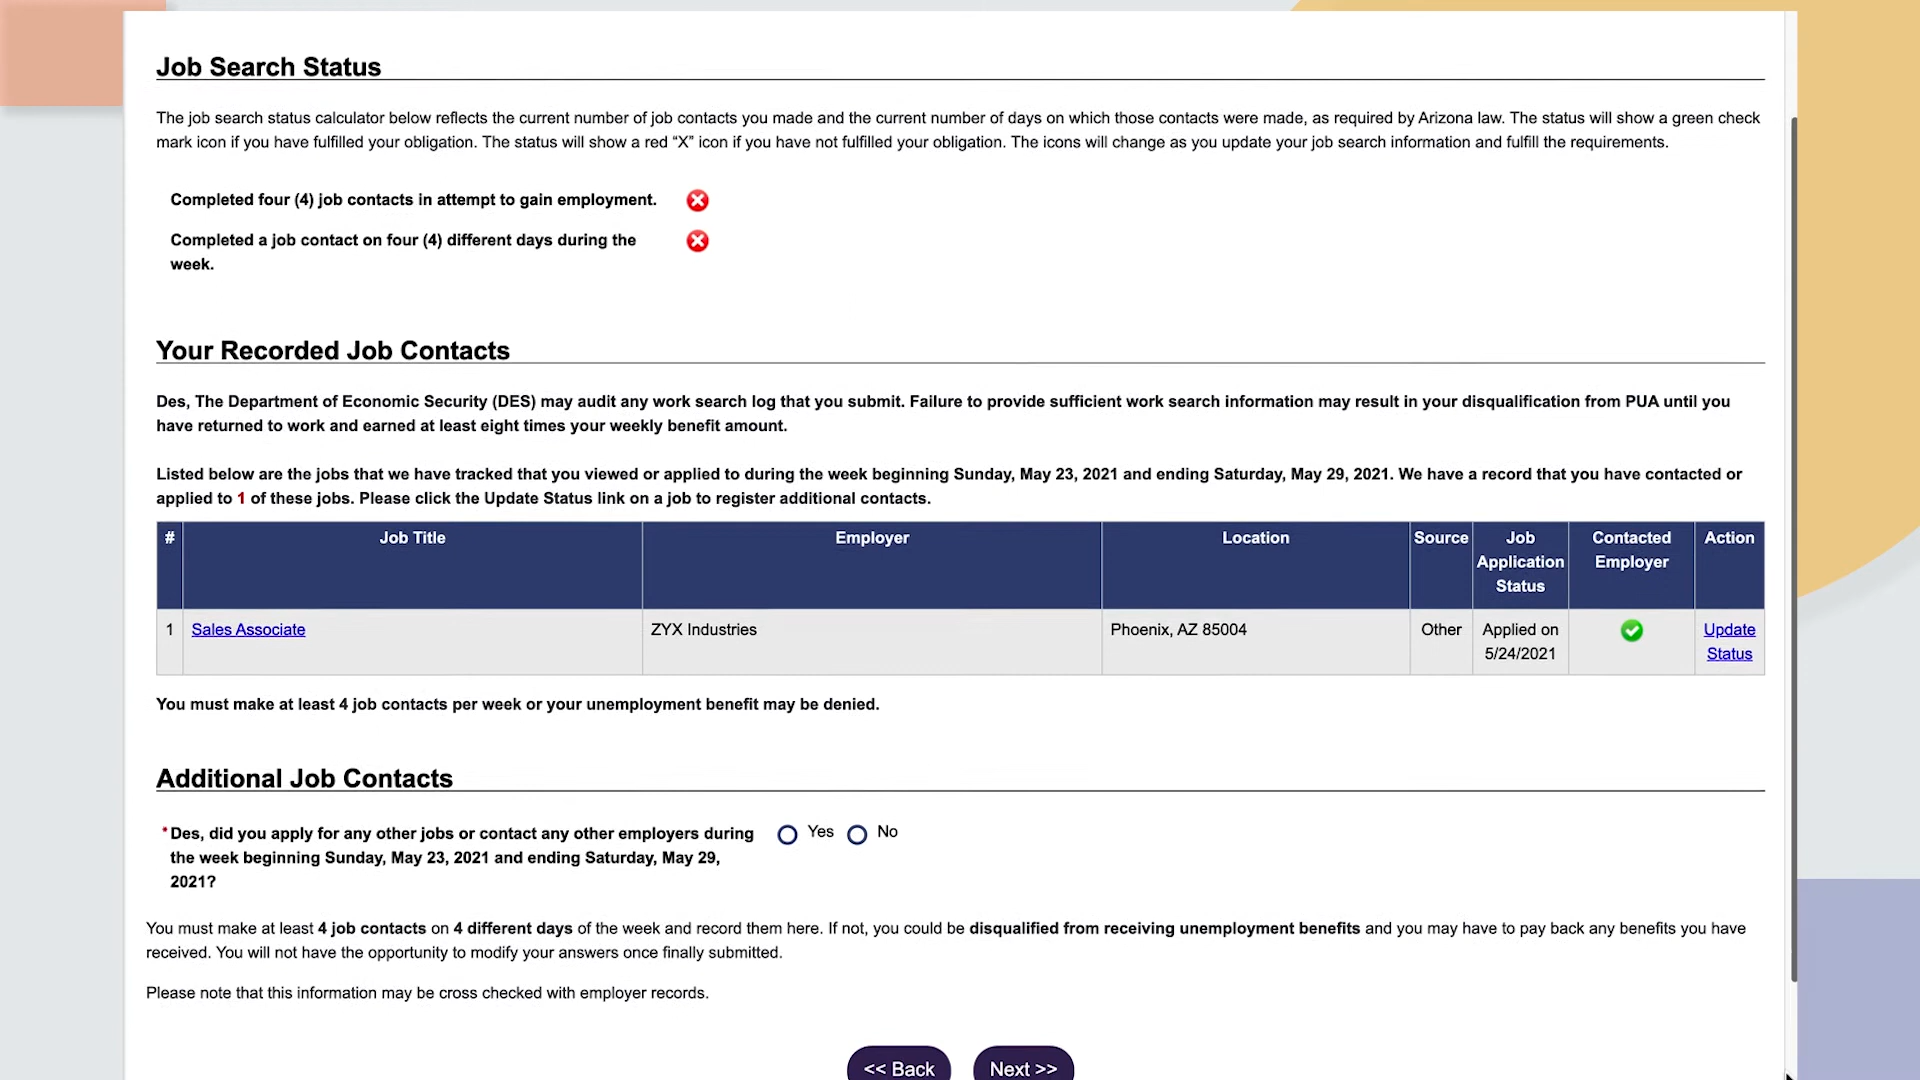 Job Search Status
The job search status calculator below reflects the current number of job contacts you made and the current number of days on which those contacts were made, as required by Arizona law. The status will show a green check
mark icon if you have fulfilled your obligation. The status will show a red “X” icon if you have not fulfilled your obligation. The icons will change as you update your job search information and fulfill the requirements.
Completed four (4) job contacts in attempt to gain employment.
Completed a job contact on four (4) different days during the
week.
Your Recorded Job Contacts
Des, The Department of Economic Security (DES) may audit any work search log that you submit. Failure to provide sufficient work search information may result in your disqualification from PUA until you
have returned to work and earned at least eight times your weekly benefit amount.
Listed below are the jobs that we have tracked that you viewed or applied to during the week beginning Sunday, May 23, 2021 and ending Saturday, May 29, 2021. We have a record that you have contacted or
applied to 1 of these jobs. Please click the Update Status link on a job to register additional contacts.
# Job Title Employer Location Source Job Application Status Contacted Employer Action
1 Sales Associate ZYX Industries Phoenix, AZ 85004 Other Applied on 5/24/2021 Update Status
You must make at least 4 job contacts per week or your unemployment benefit may be denied.
Additional Job Contacts
*Des, did you apply for any other jobs or contact any other employers during Yes No
the week beginning Sunday, May 23, 2021 and ending Saturday, May 29,
2021?
You must make at least 4 job contacts on 4 different days of the week and record them here. If not, you could be disqualified from receiving unemployment benefits and you may have to pay back any benefits you have
received. You will not have the opportunity to modify your answers once finally submitted.
Please note that this information may be cross checked with employer records.
<< Back Next >>